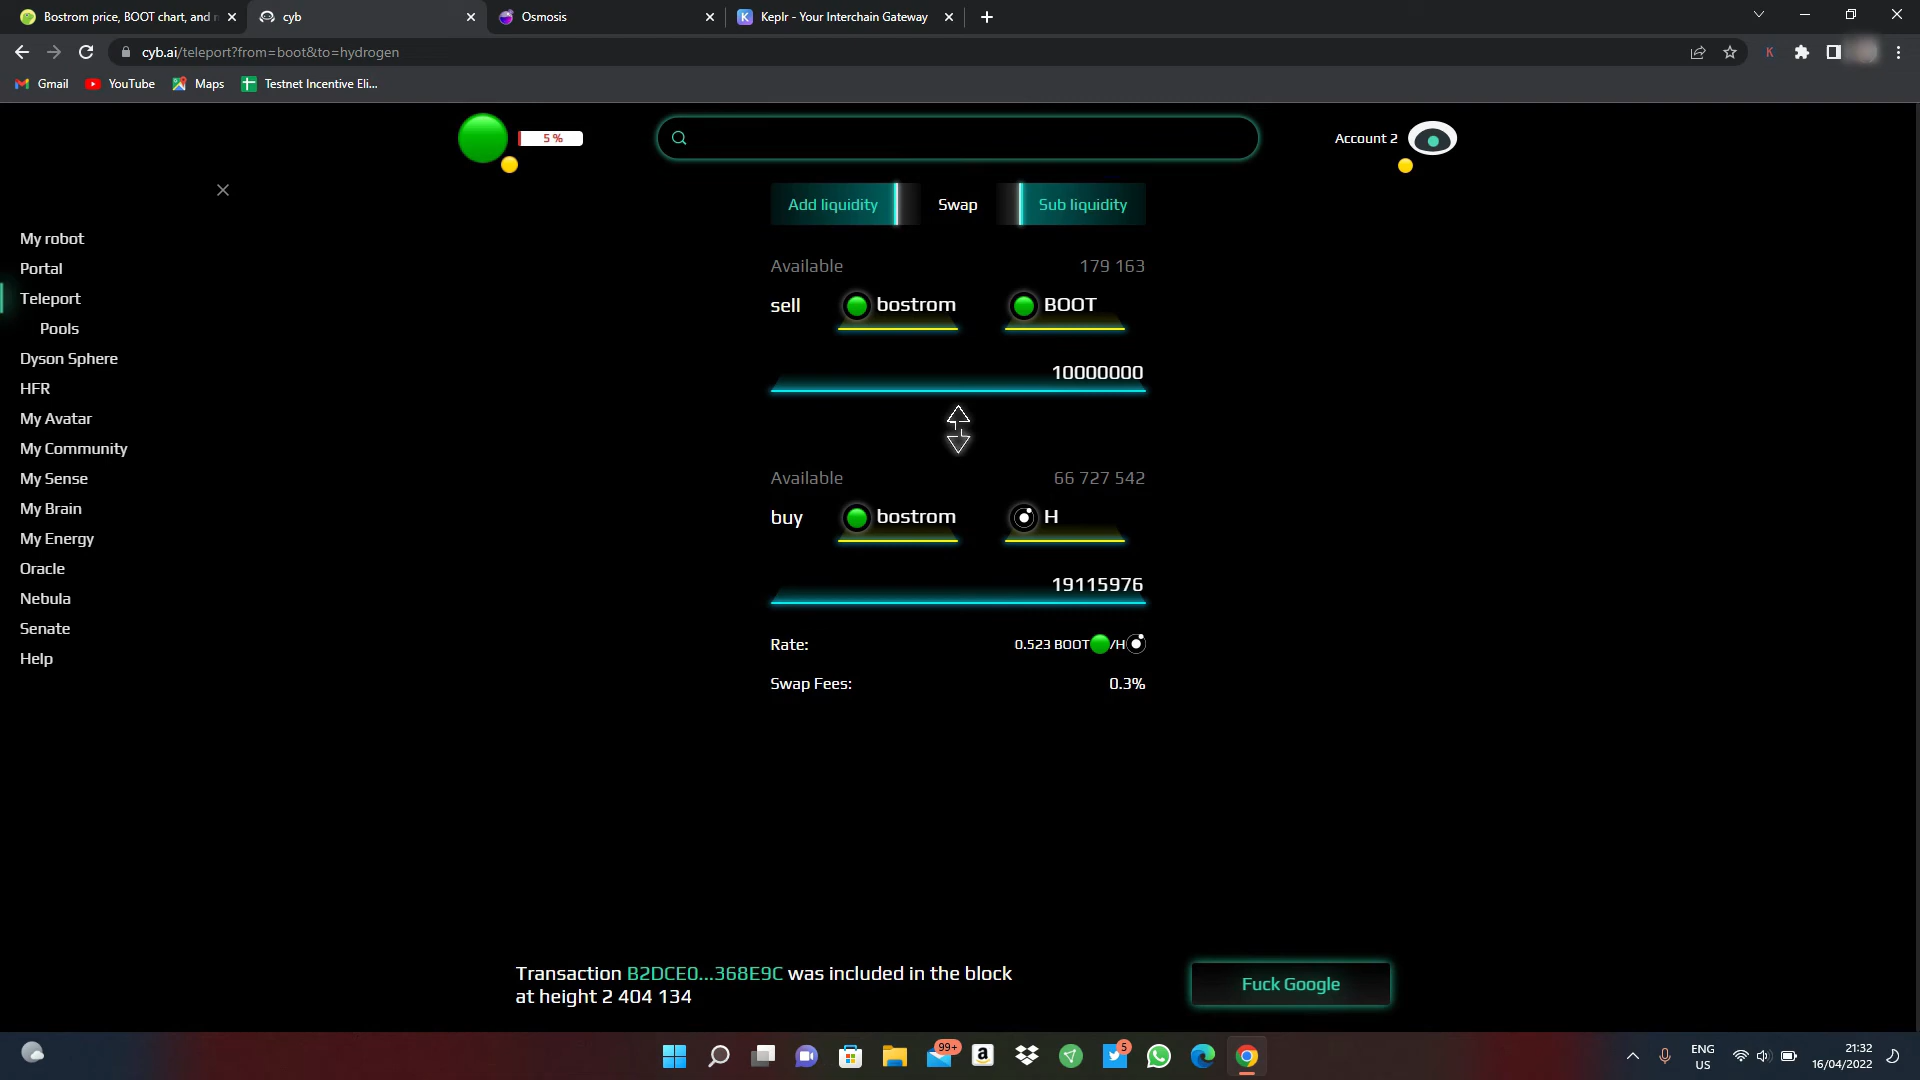 Bostrom price, BOOT chart, and
cyb
Osmosis
Keplr - Your Interchain Gateway
cyb.ai/teleport?from=boot&to=hydrogen
K
Gmail
YouTube
Maps
Testnet Incentive Eli...
5 %
Account 2
Add liquidity
Swap
Sub liquidity
My robot
Portal
Teleport
Pools
Dyson Sphere
HFR
My Avatar
My Community
My Sense
My Brain
My Energy
Oracle
Nebula
Senate
Help
Available 179 163
sell bostrom BOOT
10000000
Available 66 727 542
buy bostrom H
19115976
Rate: 0.523 BOOT/H
Swap Fees: 0.3%
Transaction B2DCE0...368E9C was included in the block
at height 2 404 134
Fuck Google
99+
a
5
ENG
US
21:32
16/04/2022